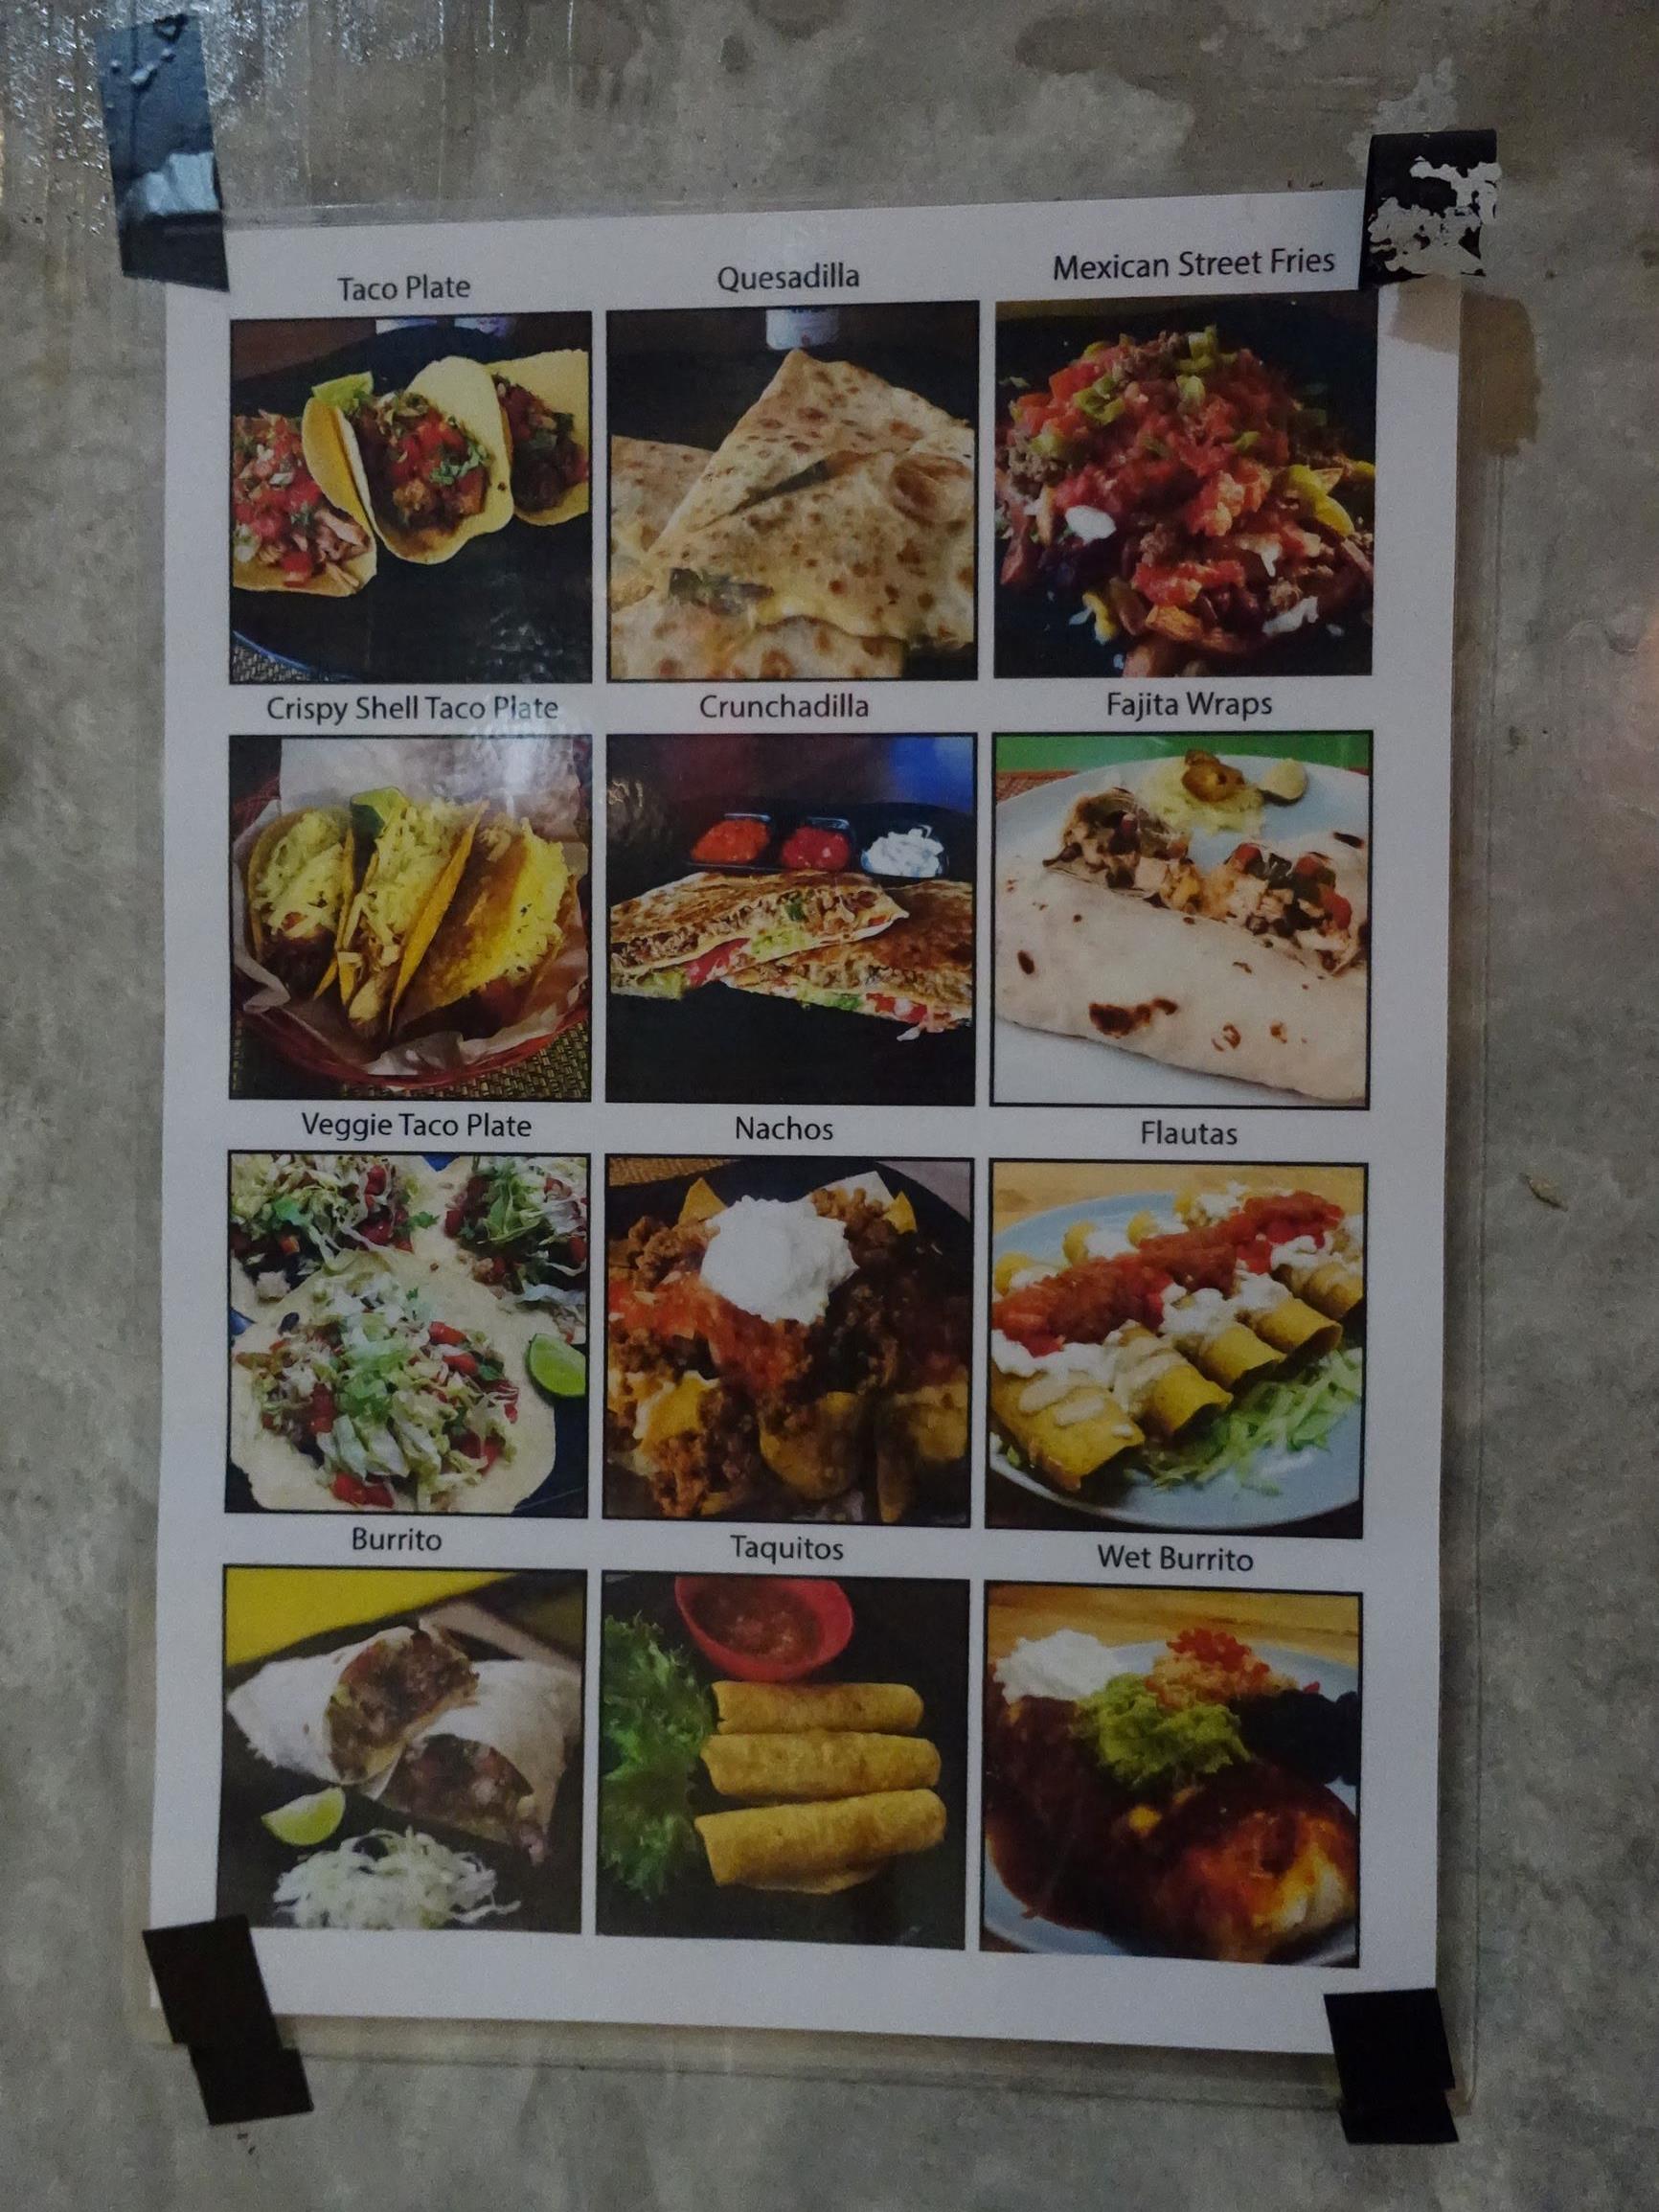 Taco Plate
Quesadilla
Mexican Street Fries
Crispy Shell Taco Plate
Crunchadilla
Fajita Wraps
Veggie Taco Plate
Nachos
Flautas
Burrito
Taquitos
Wet Burrito